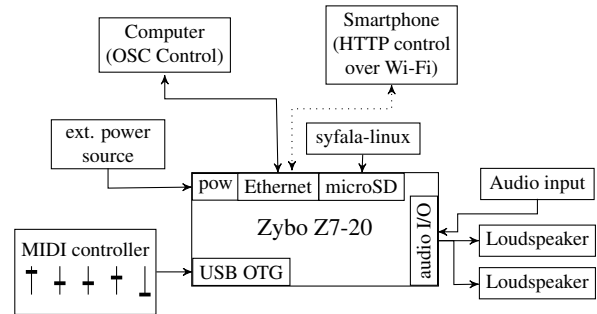 Computer
(OSC Control)
Smartphone
(HTTP control
over Wi-Fi)
ext. power
source
syfala-linux
pow
Ethernet
microSD
Audio input
Zybo Z7-20
audio I/O
Loudspeaker
MIDI controller
USB OTG
Loudspeaker